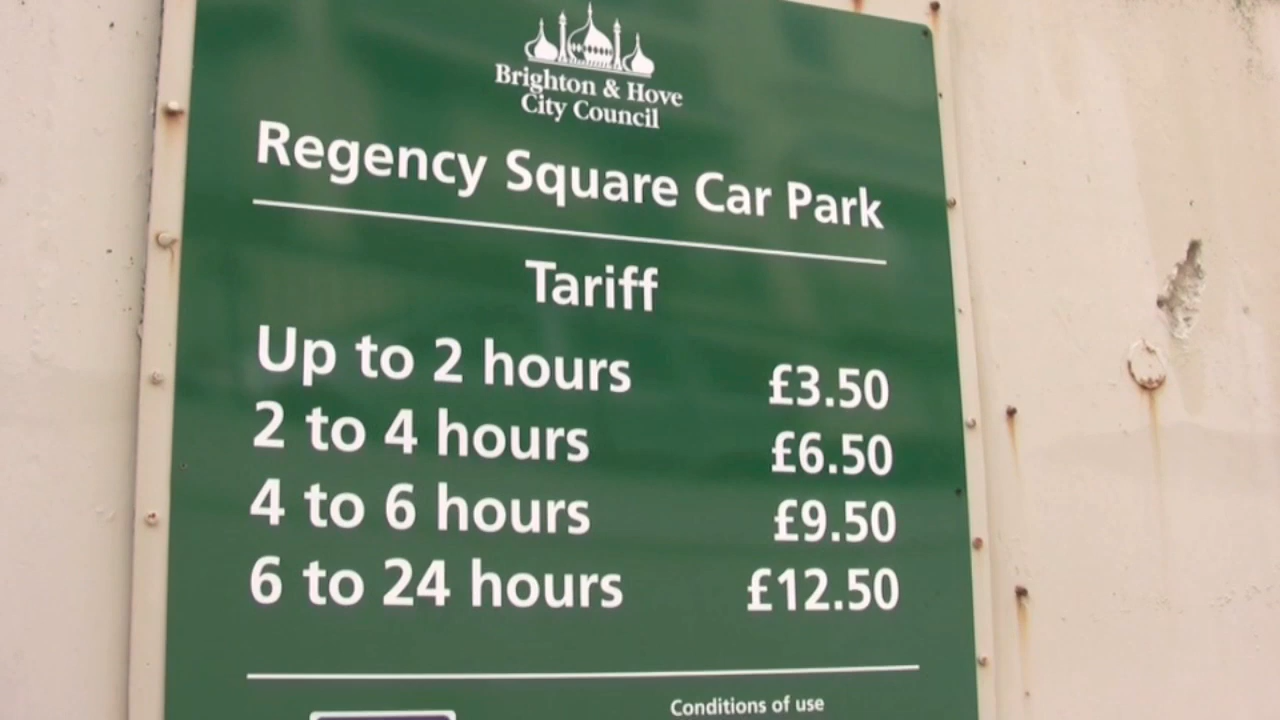 Brighton & Hove
City Council
Regency Square Car Park
Tariff
Up to 2 hours £3.50
2 to 4 hours £6.50
4 to 6 hours £9.50
6 to 24 hours £12.50
Conditions of use